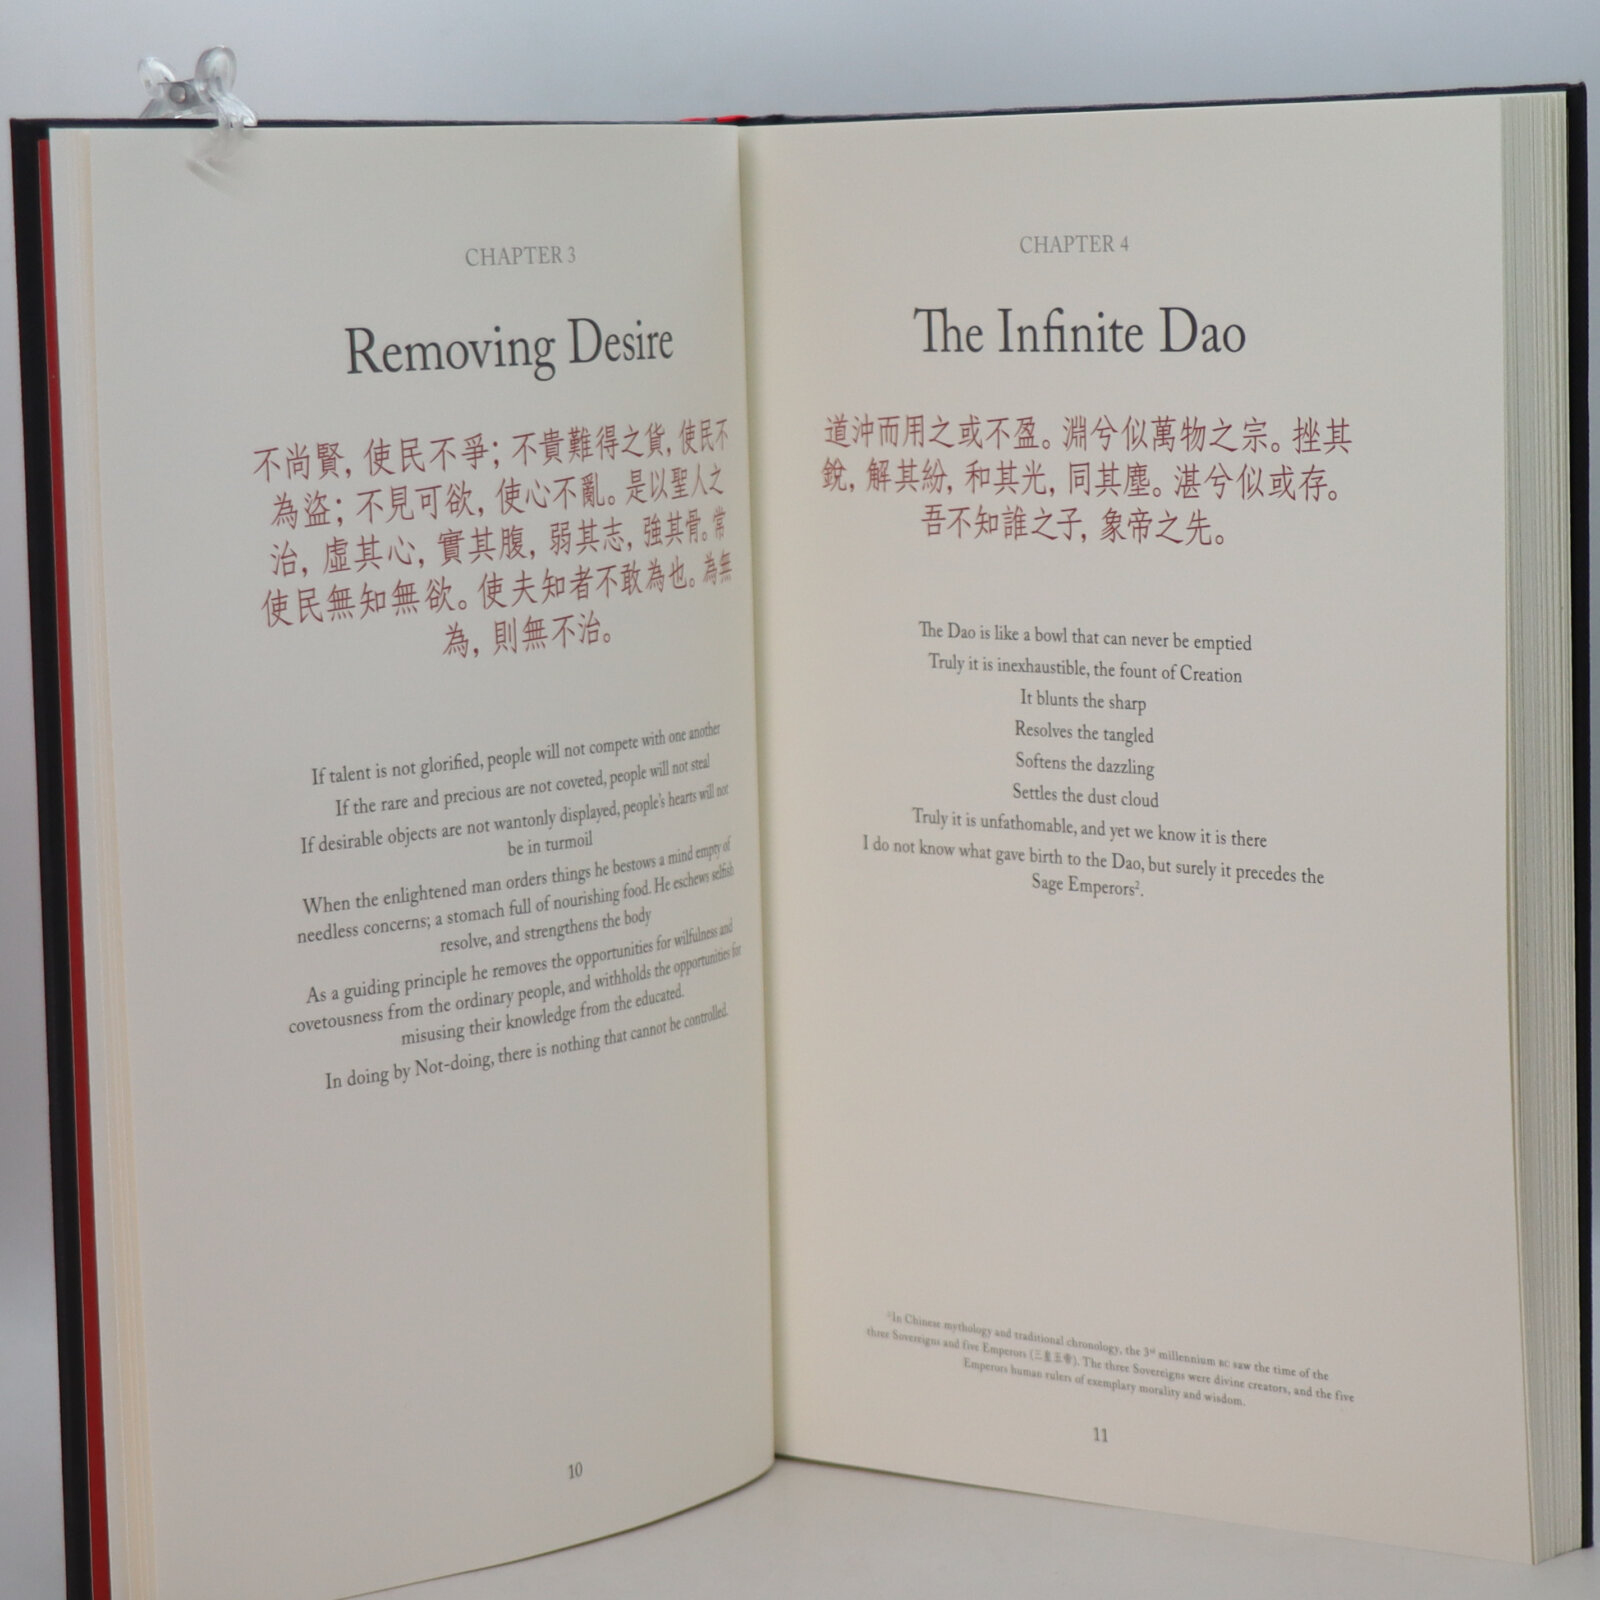 CHAPTER 3
Removing Desire
不尚賢, 使民不爭; 不貴難得之貨, 使民不
為盜; 不見可欲, 使心不亂。是以聖人之
治, 虛其心, 實其腹, 弱其志, 強其骨。常
使民無知無欲。使夫知者不敢為也。為無
為, 則無不治。
If talent is not glorified, people will not compete with one another
If the rare and precious are not coveted, people will not steal
If desirable objects are not wantonly displayed, people's hearts will not
be in turmoil
When the enlightened man orders things he bestows a mind empty of
needless concerns; a stomach full of nourishing food. He eschews selfish
resolve, and strengthens the body
As a guiding principle he removes the opportunities for wilfulness and
covetousness from the ordinary people, and withholds the opportunities for
misusing their knowledge from the educated.
In doing by Not-doing, there is nothing that cannot be controlled.
10
CHAPTER 4
The Infinite Dao
道沖而用之或不盈。淵兮似萬物之宗。挫其
銳, 解其紛, 和其光, 同其塵。湛兮似或存。
吾不知誰之子, 象帝之先。
The Dao is like a bowl that can never be emptied
Truly it is inexhaustible, the fount of Creation
It blunts the sharp
Resolves the tangled
Softens the dazzling
Settles the dust cloud
Truly it is unfathomable, and yet we know it is there
I do not know what gave birth to the Dao, but surely it precedes the
Sage Emperors².
²In Chinese mythology and traditional chronology, the 3rd millennium BC saw the time of the
three Sovereigns and five Emperors (三皇五帝). The three Sovereigns were divine creators, and the five
Emperors human rulers of exemplary morality and wisdom.
11